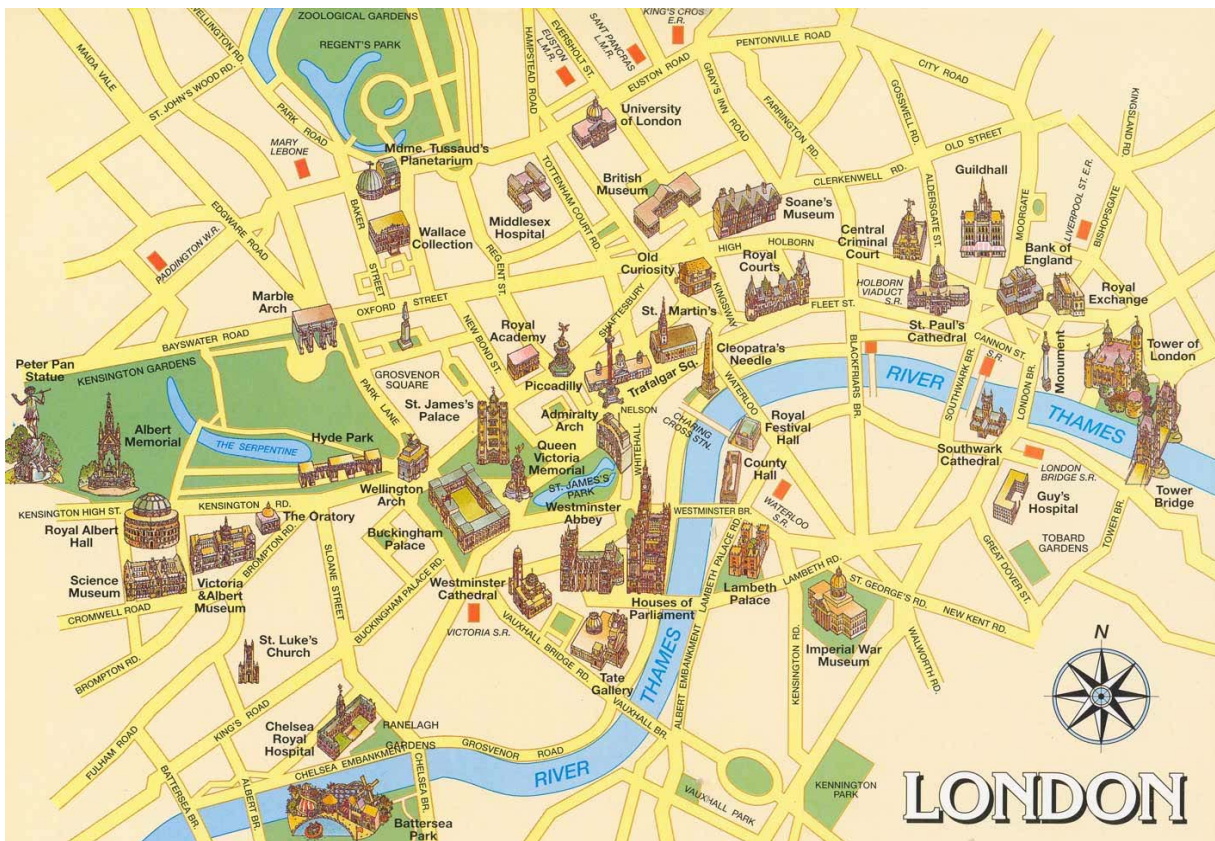 ZOOLOGICAL GARDENS
REGENT'S PARK
MAIDA VALE
WELLINGTON RD.
ST. JOHN'S WOOD RD.
PARK ROAD
HAMPSTEAD ROAD
EVERSHOLT ST.
EUSTON
L.M.R.
SANT PANCRAS
L.M.R.
KING'S CROS
E.R.
EUSTON ROAD
PENTONVILLE ROAD
CITY ROAD
GRAY'S INN ROAD
FARRINGTON RD.
GOSSWELL RD.
OLD STREET
KINGSLAND RD.
MARY
LEBONE
Mdme. Tussaud's
Planetarium
University
of London
British
Museum
TOTTENHAM COURT RD.
Middlesex
Hospital
Soane's
Museum
CLERKENWELL RD.
ALDERSGATE ST.
Guildhall
MOORGATE
LIVERPOOL ST. E.R.
BISHOPSGATE
EDGWARE ROAD
PADDINGTON W.R.
BAKER
STREET
Wallace
Collection
REGENT ST.
HIGH
HOLBORN
Central
Criminal
Court
Bank of
England
Royal
Exchange
Old
Curiosity
Royal
Courts
KINGSWAY
HOLBORN
VIADUCT
S.R.
FLEET ST.
St. Paul's
Cathedral
Marble
Arch
OXFORD
STREET
NEW BOND ST.
SHAFTESBURY
St. Martin's
Royal
Academy
Piccadilly
Trafalgar Sq.
Cleopatra's
Needle
BAYSWATER ROAD
KENSINGTON GARDENS
Peter Pan
Statue
Albert
Memorial
THE SERPENTINE
Hyde Park
PARK LANE
GROSVENOR
SQUARE
St. James's
Palace
Admiralty
Arch
NELSON
WHITEHALL
Queen
Victoria
Memorial
ST. JAMES'S
PARK
WATERLOO
CHARING
CROSS STN.
Royal
Festival
Hall
County
Hall
WATERLOO
S.R.
BLACKFRIARS BR.
RIVER
SOUTHWARK BR.
CANNON ST.
S.R.
LONDON BR.
Monument
THAMES
Tower of
London
Southwark
Cathedral
LONDON
BRIDGE S.R.
Guy's
Hospital
Tower
Bridge
TOWER BR.
TOBARD
GARDENS
GREAT DOVER ST.
Wellington
Arch
Buckingham
Palace
Westminster
Abbey
WESTMINSTER BR.
KENSINGTON HIGH ST.
KENSINGTON RD.
Royal Albert
Hall
The Oratory
BROMPTON RD.
Science
Museum
Victoria
&Albert
Museum
CROMWELL ROAD
BROMPTON RD.
SLOANE STREET
BUCKINGHAM PALACE RD.
Westminster
Cathedral
VICTORIA S.R.
VAUXHALL BRIDGE RD.
Houses of
Parliament
LAMBETH PALACE RD.
Lambeth
Palace
LAMBETH RD.
ST. GEORGE'S RD.
NEW KENT RD.
Imperial War
Museum
WALWORTH RD.
KENSINGTON RD.
St. Luke's
Church
Tate
Gallery
THAMES
ALBERT EMBANKMENT
VAUXHALL BR.
Chelsea
Royal
Hospital
RANELAGH
GARDENS
KING'S ROAD
FULHAM ROAD
CHELSEA EMBANKMENT
GROSVENOR ROAD
RIVER
BATTERSEA BR.
ALBERT BR.
CHELSEA BR.
Battersea
Park
VAUXHALL PARK
KENNINGTON
PARK
N
LONDON